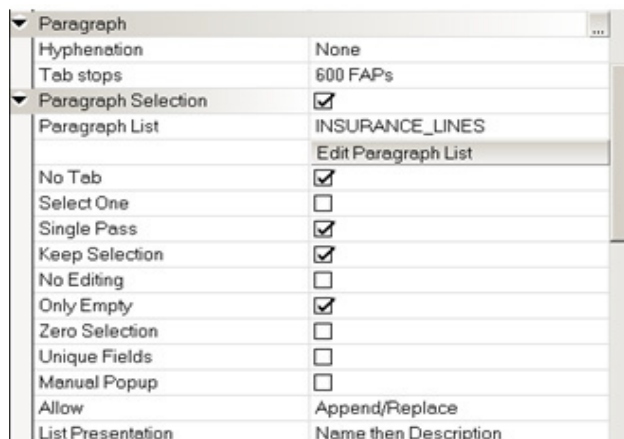 Paragraph ...
Hyphenation None
Tab stops 600 FAPs
Paragraph Selection
Paragraph List INSURANCE_LINES
Edit Paragraph List
No Tab
Select One
Single Pass
Keep Selection
No Editing
Only Empty
Zero Selection
Unique Fields
Manual Popup
Allow Append/Replace
List Presentation Name then Description